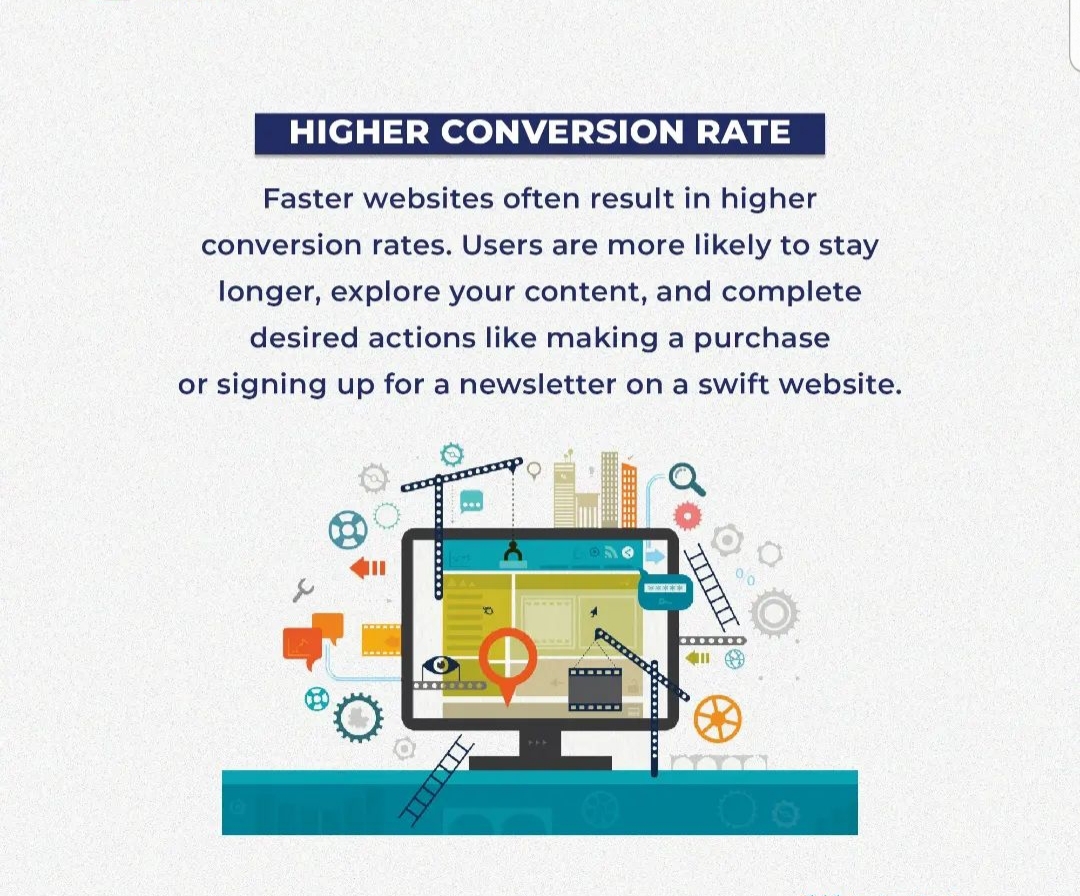 HIGHER CONVERSION RATE
Faster websites often result in higher
conversion rates. Users are more likely to stay
longer, explore your content, and complete
desired actions like making a purchase
or signing up for a newsletter on a swift website.